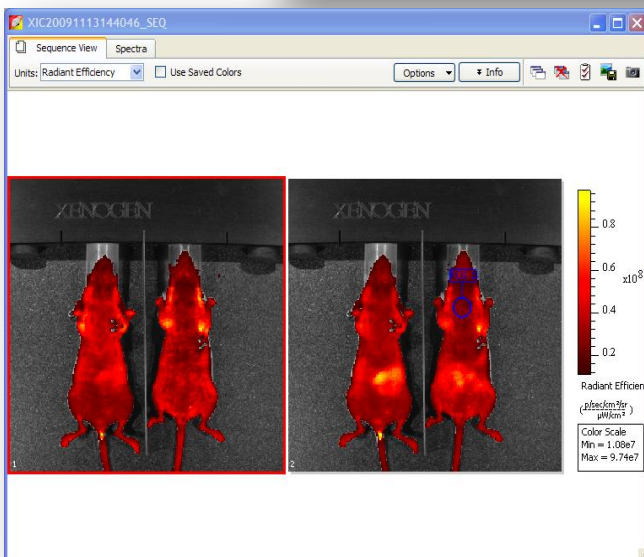 XIC20091113144046_SEQ
Sequence View Spectra
Units: Radiant Efficiency Use Saved Colors Options Info
XENOGEN XENOGEN
0.8
0.6
x10⁸
0.4
0.2
Radiant Efficien
(p/sec/cm²/sr
µW/cm²)
Color Scale
Min = 1.08e7
Max = 9.74e7
1 2